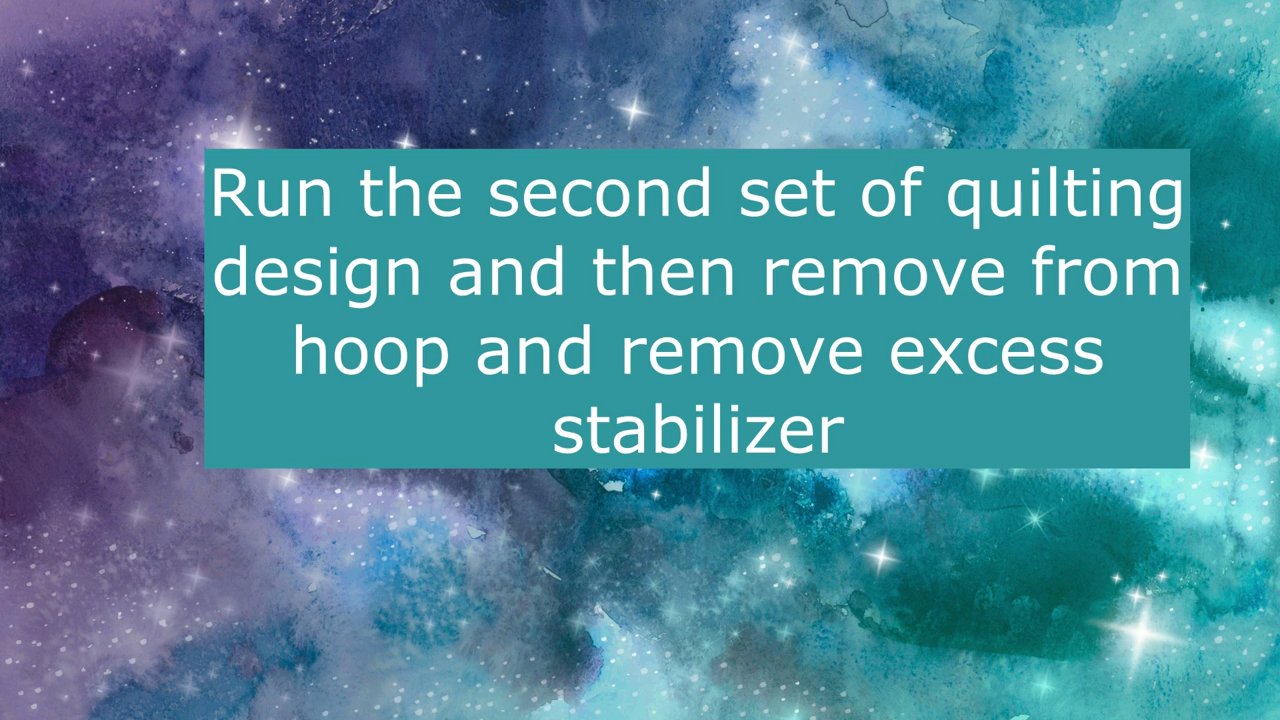 Run the second set of quilting
design and then remove from
hoop and remove excess
stabilizer